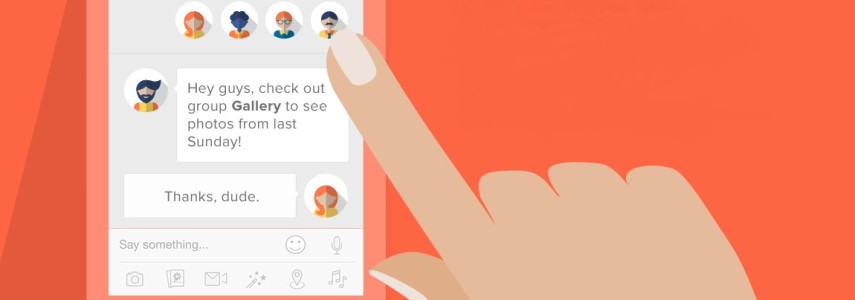 Hey guys, check out
group Gallery to see
photos from last
Sunday!
Thanks, dude.
Say something...